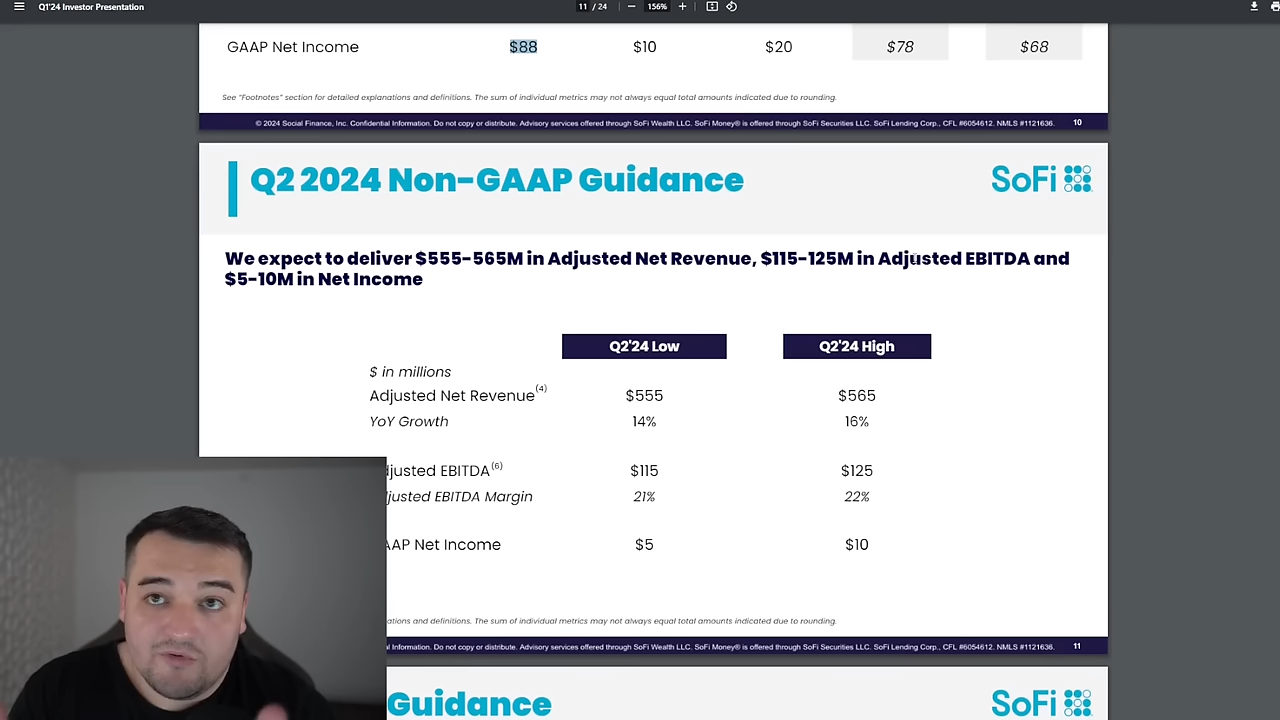 Q1'24 Investor Presentation
11 / 24
156%
GAAP Net Income $88 $10 $20 $78 $68
See "Footnotes" section for detailed explanations and definitions. The sum of individual metrics may not always equal total amounts indicated due to rounding.
© 2024 Social Finance, Inc. Confidential Information. Do not copy or distribute. Advisory services offered through SoFi Wealth LLC. SoFi Money® is offered through SoFi Securities LLC. SoFi Lending Corp., CFL #6054612. NMLS #1121636. 10
Q2 2024 Non-GAAP Guidance
SoFi
We expect to deliver $555-565M in Adjusted Net Revenue, $115-125M in Adjusted EBITDA and
$5-10M in Net Income
Q2'24 Low Q2'24 High
$ in millions
Adjusted Net Revenue(4) $555 $565
YoY Growth 14% 16%
djusted EBITDA(6) $115 $125
justed EBITDA Margin 21% 22%
AAP Net Income $5 $10
ations and definitions. The sum of individual metrics may not always equal total amounts indicated due to rounding.
l Information. Do not copy or distribute. Advisory services offered through SoFi Wealth LLC. SoFi Money® is offered through SoFi Securities LLC. SoFi Lending Corp., CFL #6054612. NMLS #1121636. 11
Guidance
SoFi